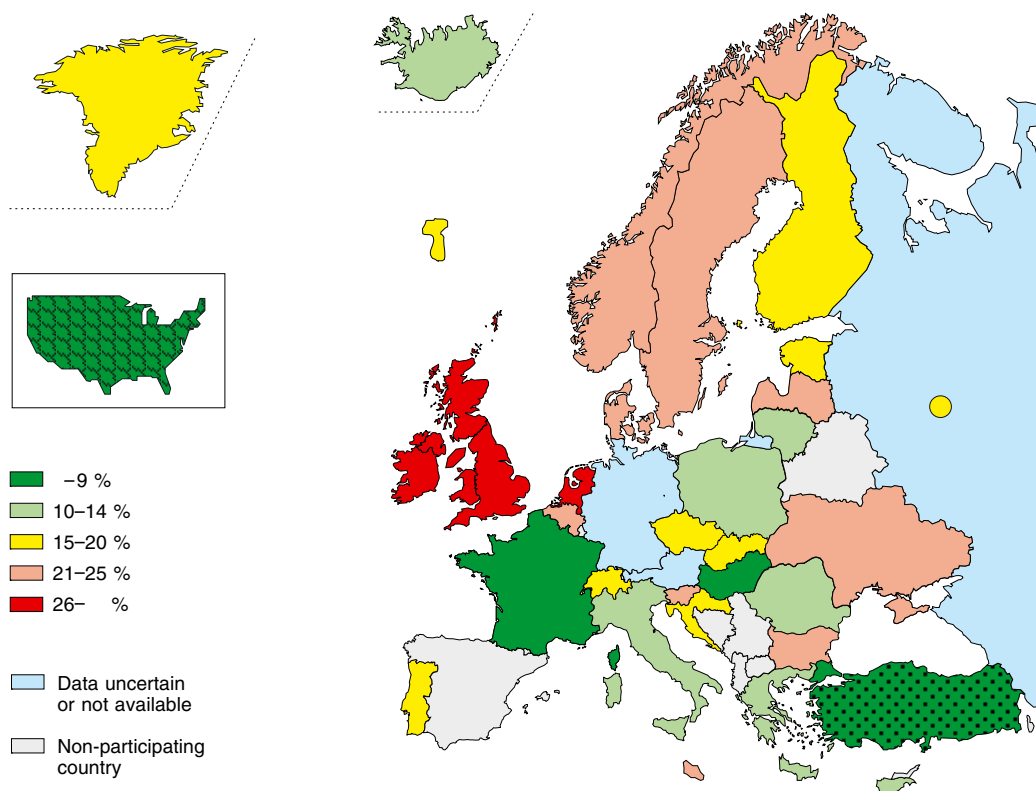 –9 %
10–14 %
15–20 %
21–25 %
26– %
Data uncertain
or not available
Non-participating
country